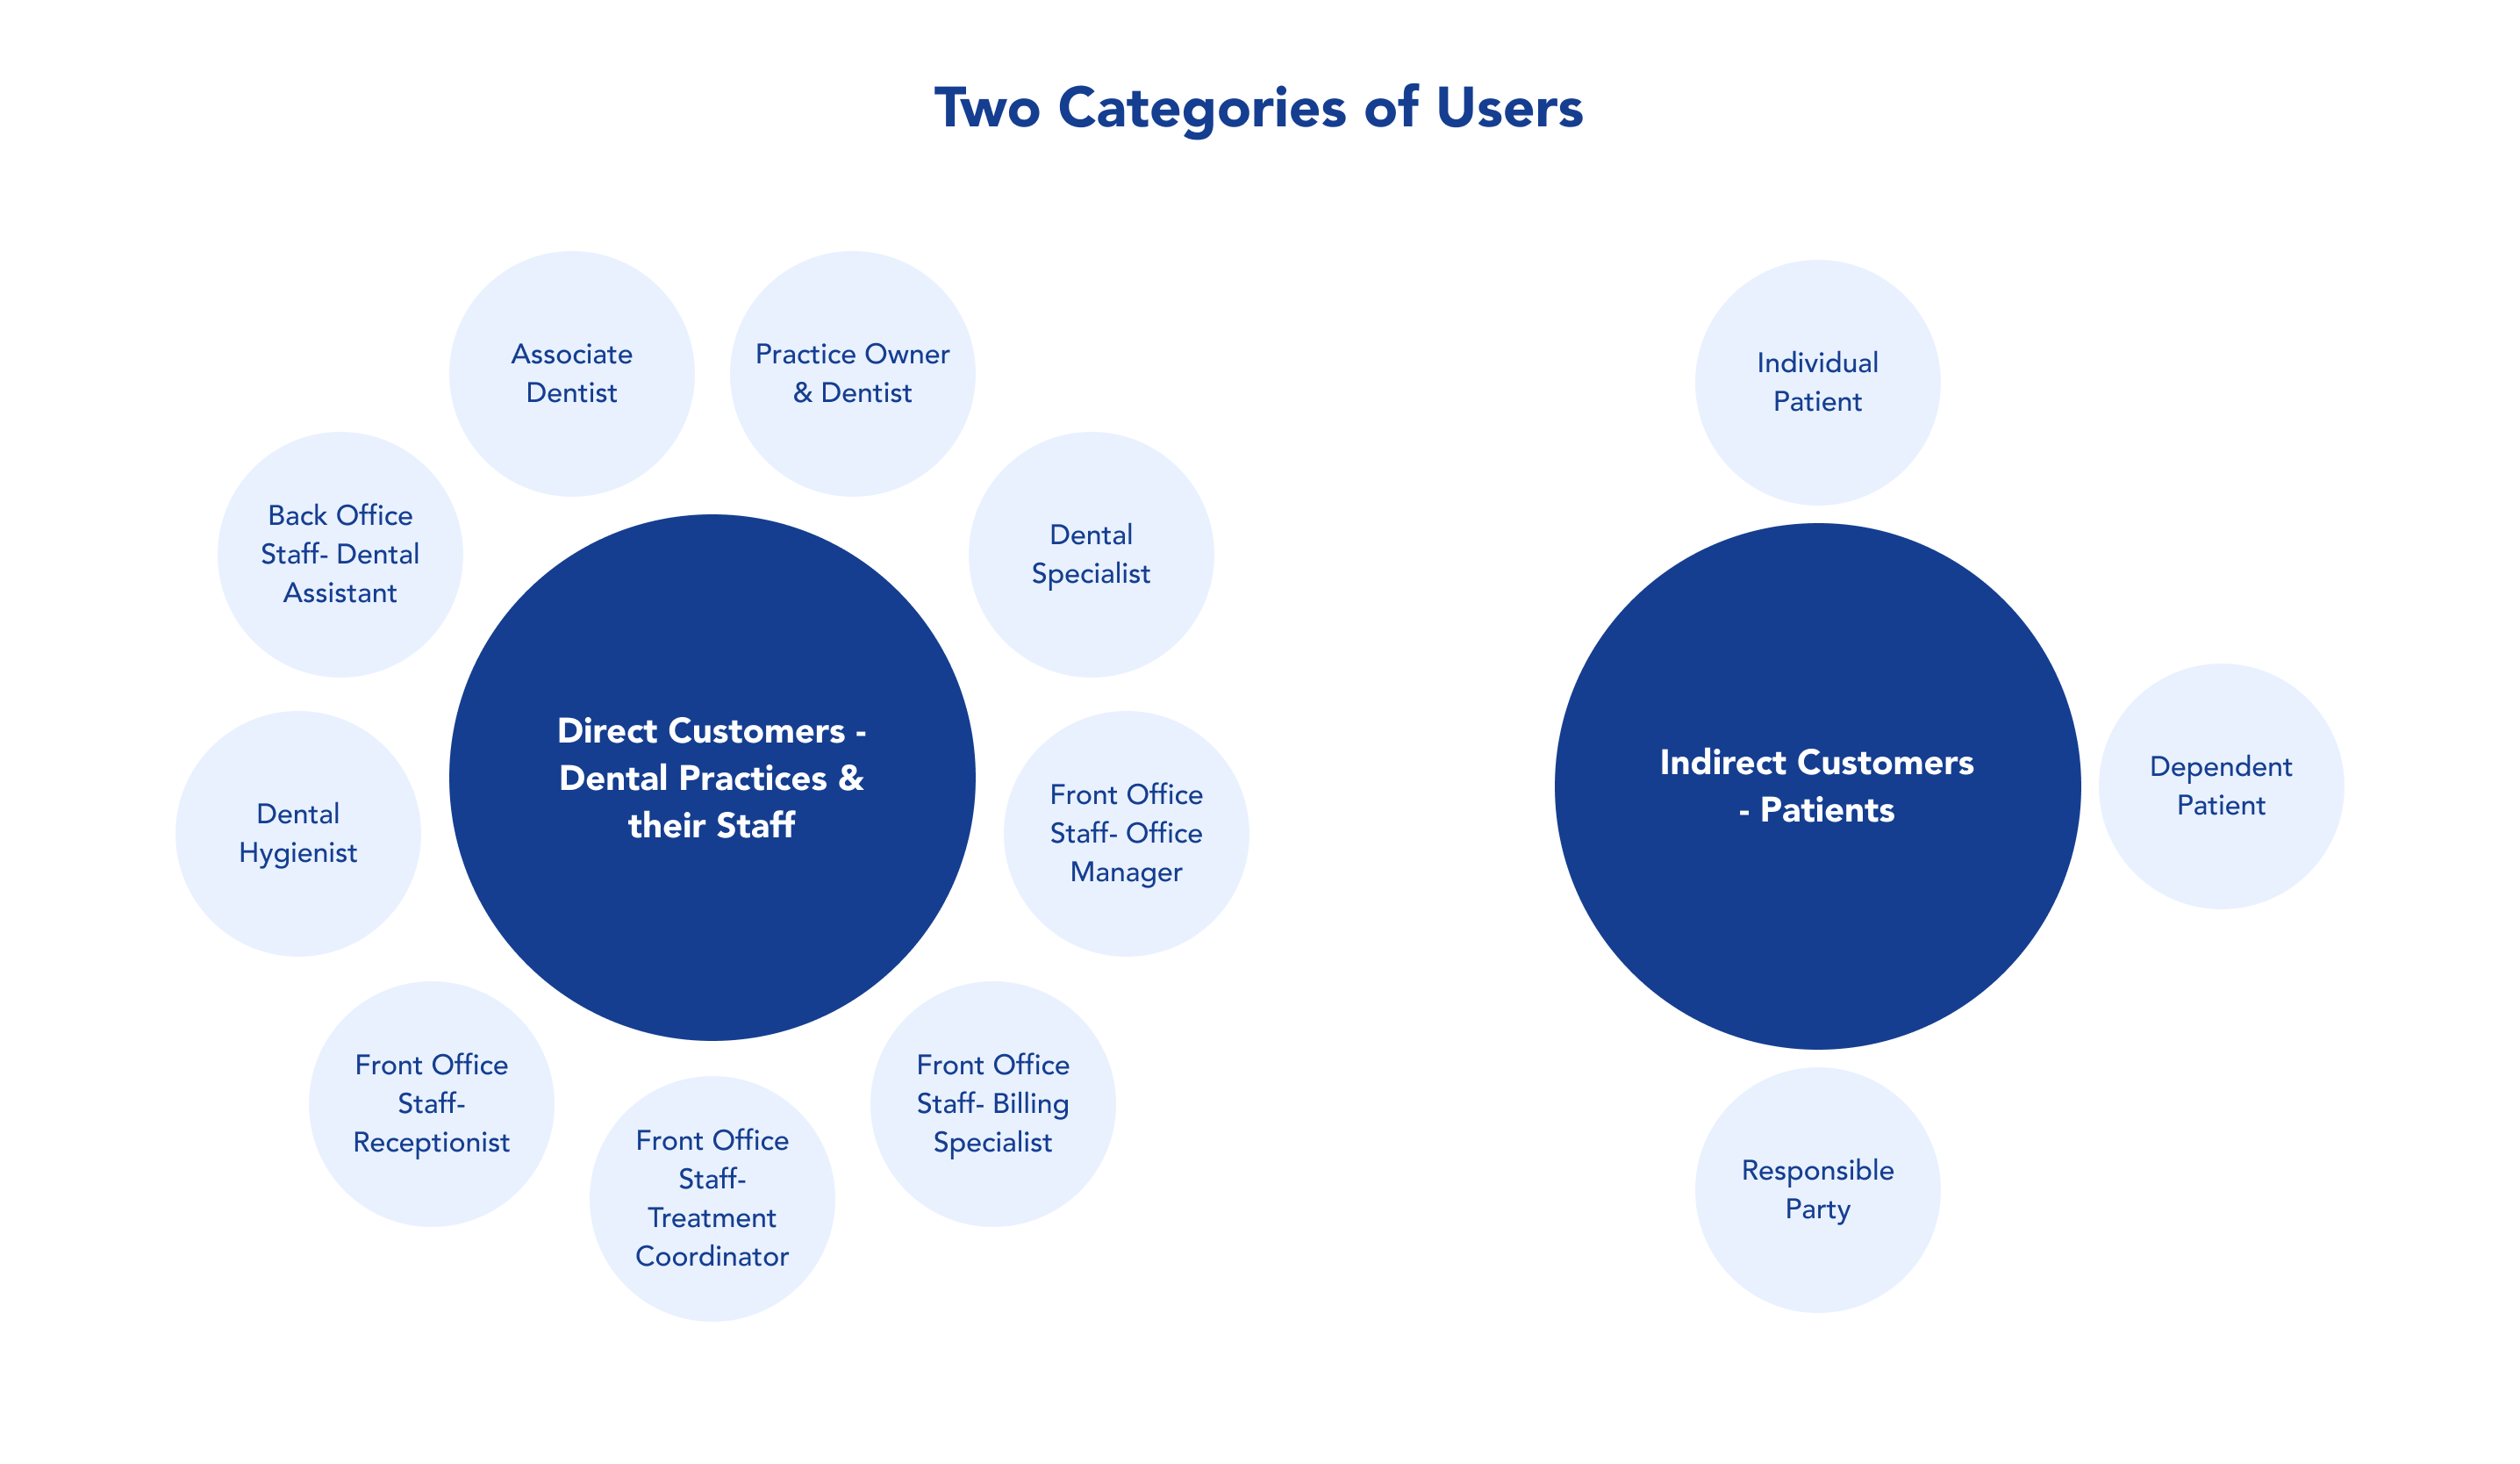 Two Categories of Users
Associate
Dentist
Practice Owner
& Dentist
Back Office
Staff- Dental
Assistant
Dental
Specialist
Direct Customers -
Dental Practices &
their Staff
Dental
Hygienist
Front Office
Staff- Office
Manager
Front Office
Staff-
Receptionist
Front Office
Staff-
Treatment
Coordinator
Front Office
Staff- Billing
Specialist
Individual
Patient
Indirect Customers
- Patients
Dependent
Patient
Responsible
Party